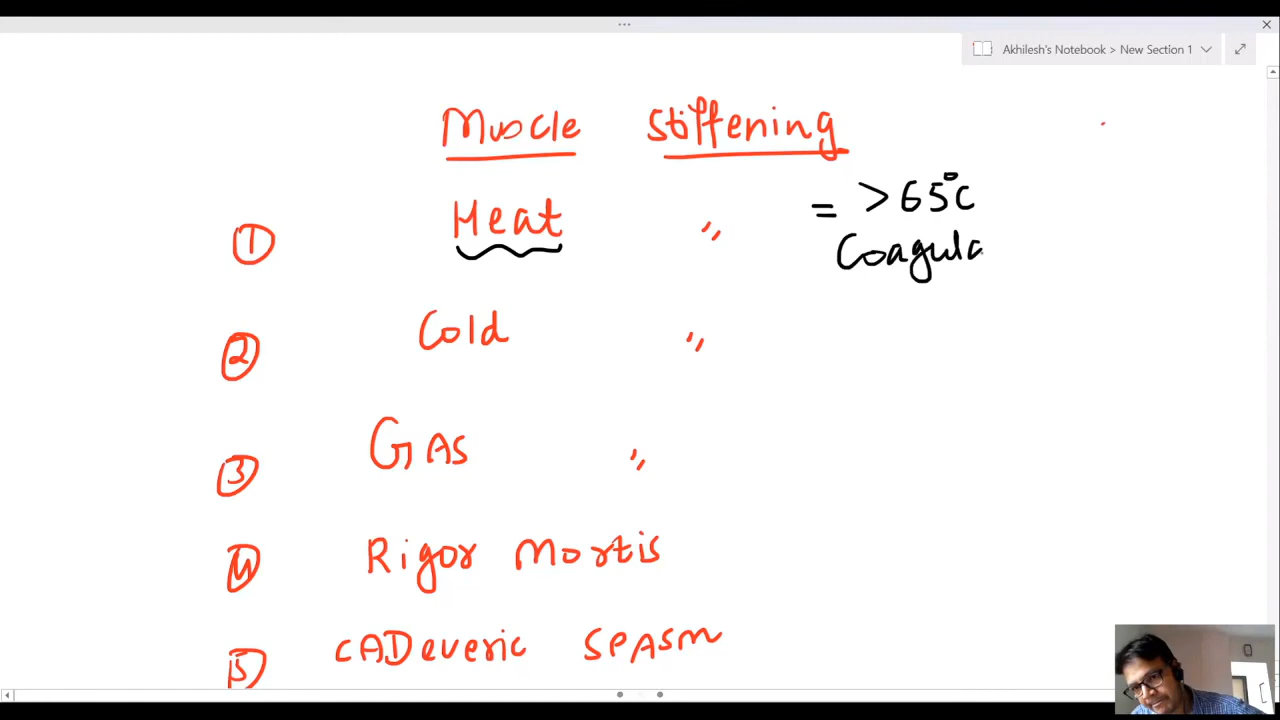 Akhilesh's Notebook > New Section 1
Muscle Stiffening
① Heat " = >65°C
Coagula
② Cold "
③ GAS "
④ Rigor Mortis
⑤ CADeveric SPASM